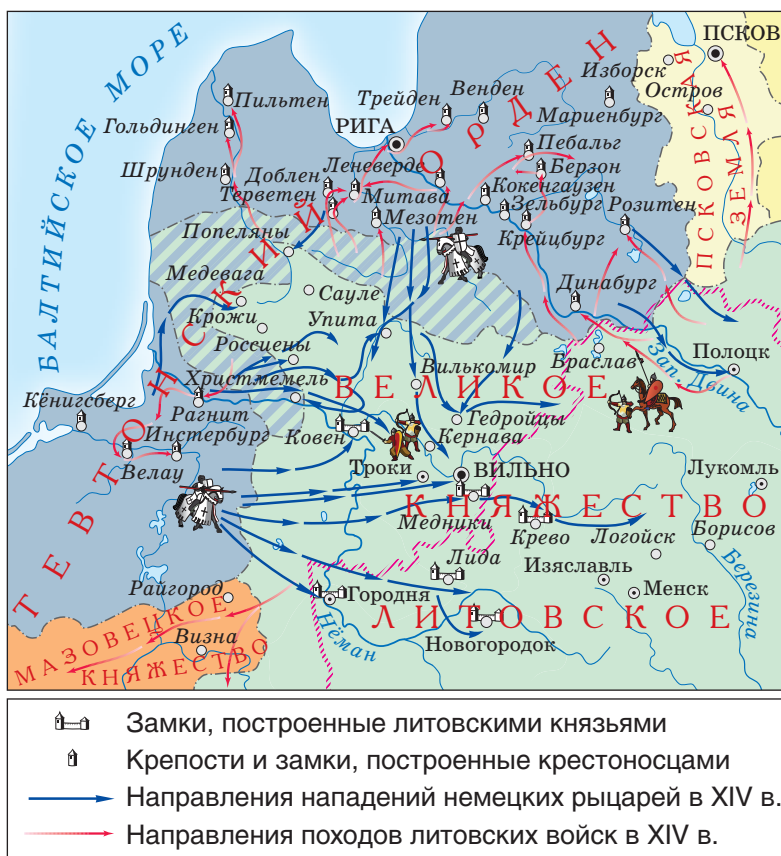 БАЛТИЙСКОЕ МОРЕ
ТЕВТОНСКИЙ ОРДЕН
ПСКОВ
Изборск
Остров
ПСКОВСКАЯ
ЗЕМЛЯ
Пильтен
Трейден
Венден
Мариенбург
Гольдинген
РИГА
Пебальг
Шрунден
Доблен
Леневерде
Берзон
Терветен
Митава
Кокенгаузен
Мезотен
Зельбург
Розитен
Крейцбург
Попеляны
Медевага
Сауле
Динабург
Крожи
Упита
Россиены
Браслав
Зап. Двина
Полоцк
Христмемель
ВЕЛИКОЕ
Вилькомир
Кёнигсберг
Рагнит
Гедройцы
Инстербург
Ковен
Кернава
Велау
Троки
ВИЛЬНО
Лукомль
КНЯЖЕСТВО
Медники
Крево
Логойск
Борисов
Лида
Изяславль
Березина
Райгород
Городня
Менск
ЛИТОВСКОЕ
МАЗОВЕЦКОЕ
Визна
Нёман
Новогородок
КНЯЖЕСТВО
Замки, построенные литовскими князьями
Крепости и замки, построенные крестоносцами
Направления нападений немецких рыцарей в XIV в.
Направления походов литовских войск в XIV в.